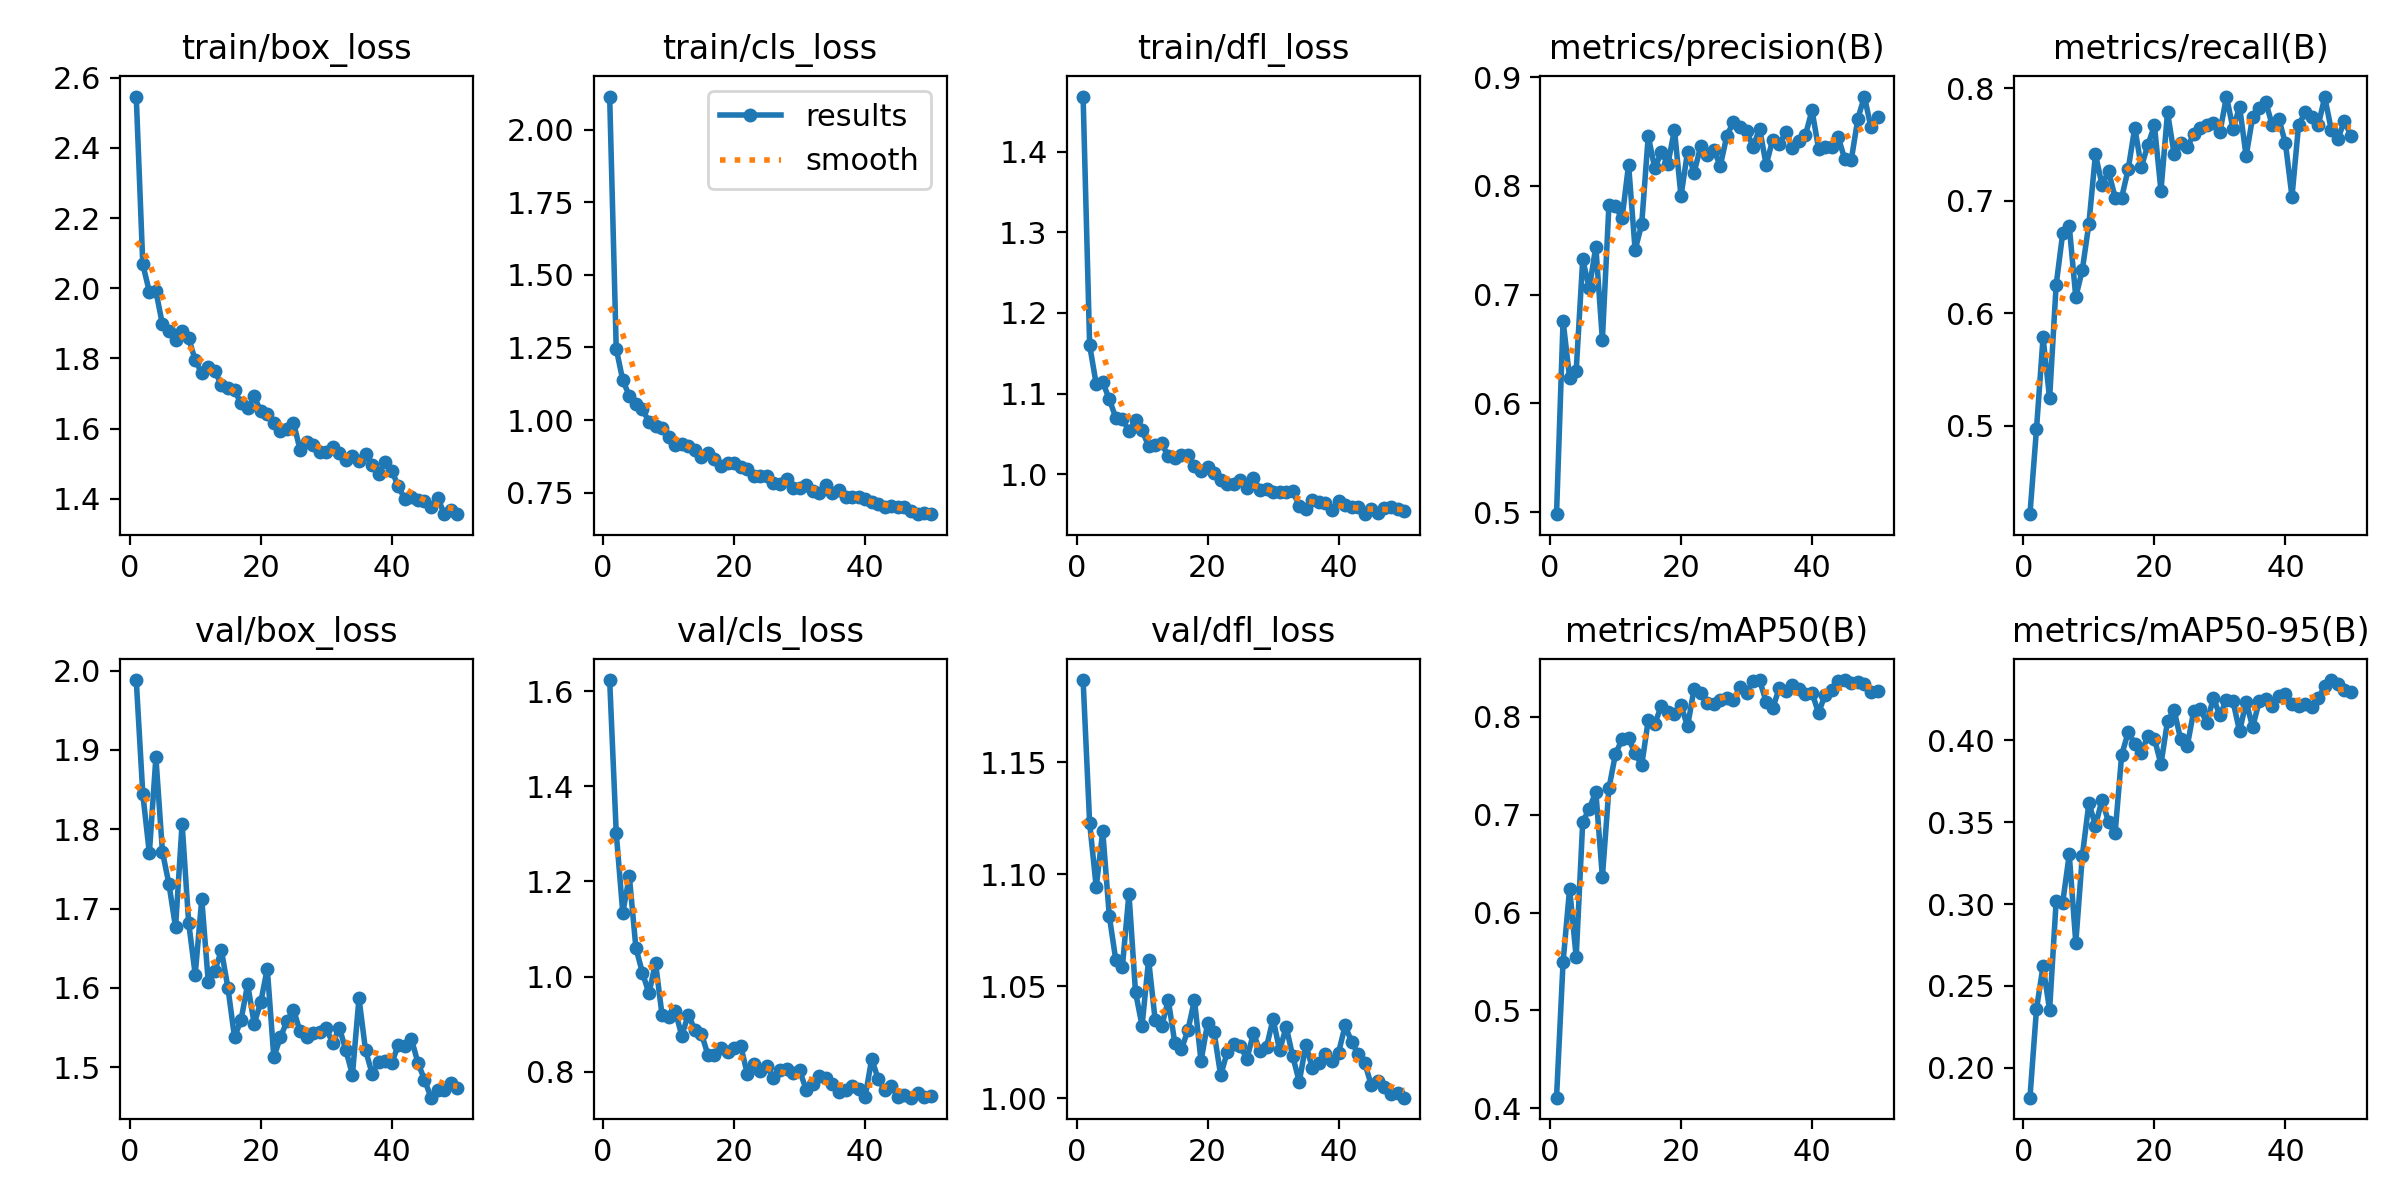 train/box_loss
2.6
2.4
2.2
2.0
1.8
1.6
1.4
0 20 40
train/cls_loss
results
smooth
2.00
1.75
1.50
1.25
1.00
0.75
0 20 40
train/dfl_loss
1.4
1.3
1.2
1.1
1.0
0 20 40
metrics/precision(B)
0.9
0.8
0.7
0.6
0.5
0 20 40
metrics/recall(B)
0.8
0.7
0.6
0.5
0 20 40
val/box_loss
2.0
1.9
1.8
1.7
1.6
1.5
0 20 40
val/cls_loss
1.6
1.4
1.2
1.0
0.8
0 20 40
val/dfl_loss
1.15
1.10
1.05
1.00
0 20 40
metrics/mAP50(B)
0.8
0.7
0.6
0.5
0.4
0 20 40
metrics/mAP50-95(B)
0.40
0.35
0.30
0.25
0.20
0 20 40